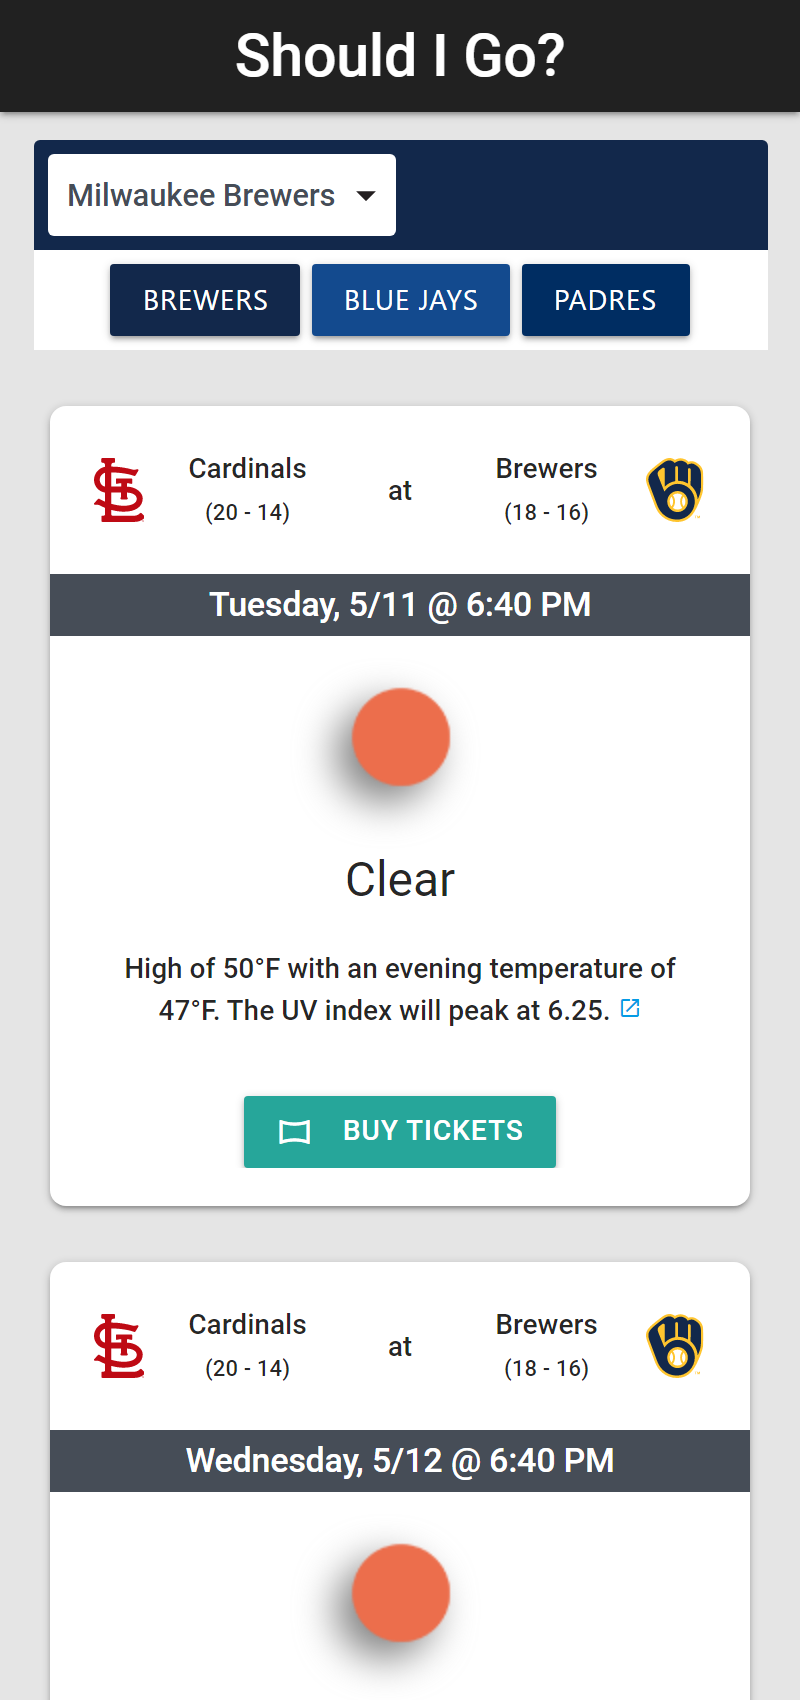 Should I Go?
Milwaukee Brewers
BREWERS
BLUE JAYS
PADRES
Cardinals
(20 - 14)
at
Brewers
(18 - 16)
Tuesday, 5/11 @ 6:40 PM
Clear
High of 50°F with an evening temperature of
47°F. The UV index will peak at 6.25.
BUY TICKETS
Cardinals
(20 - 14)
at
Brewers
(18 - 16)
Wednesday, 5/12 @ 6:40 PM